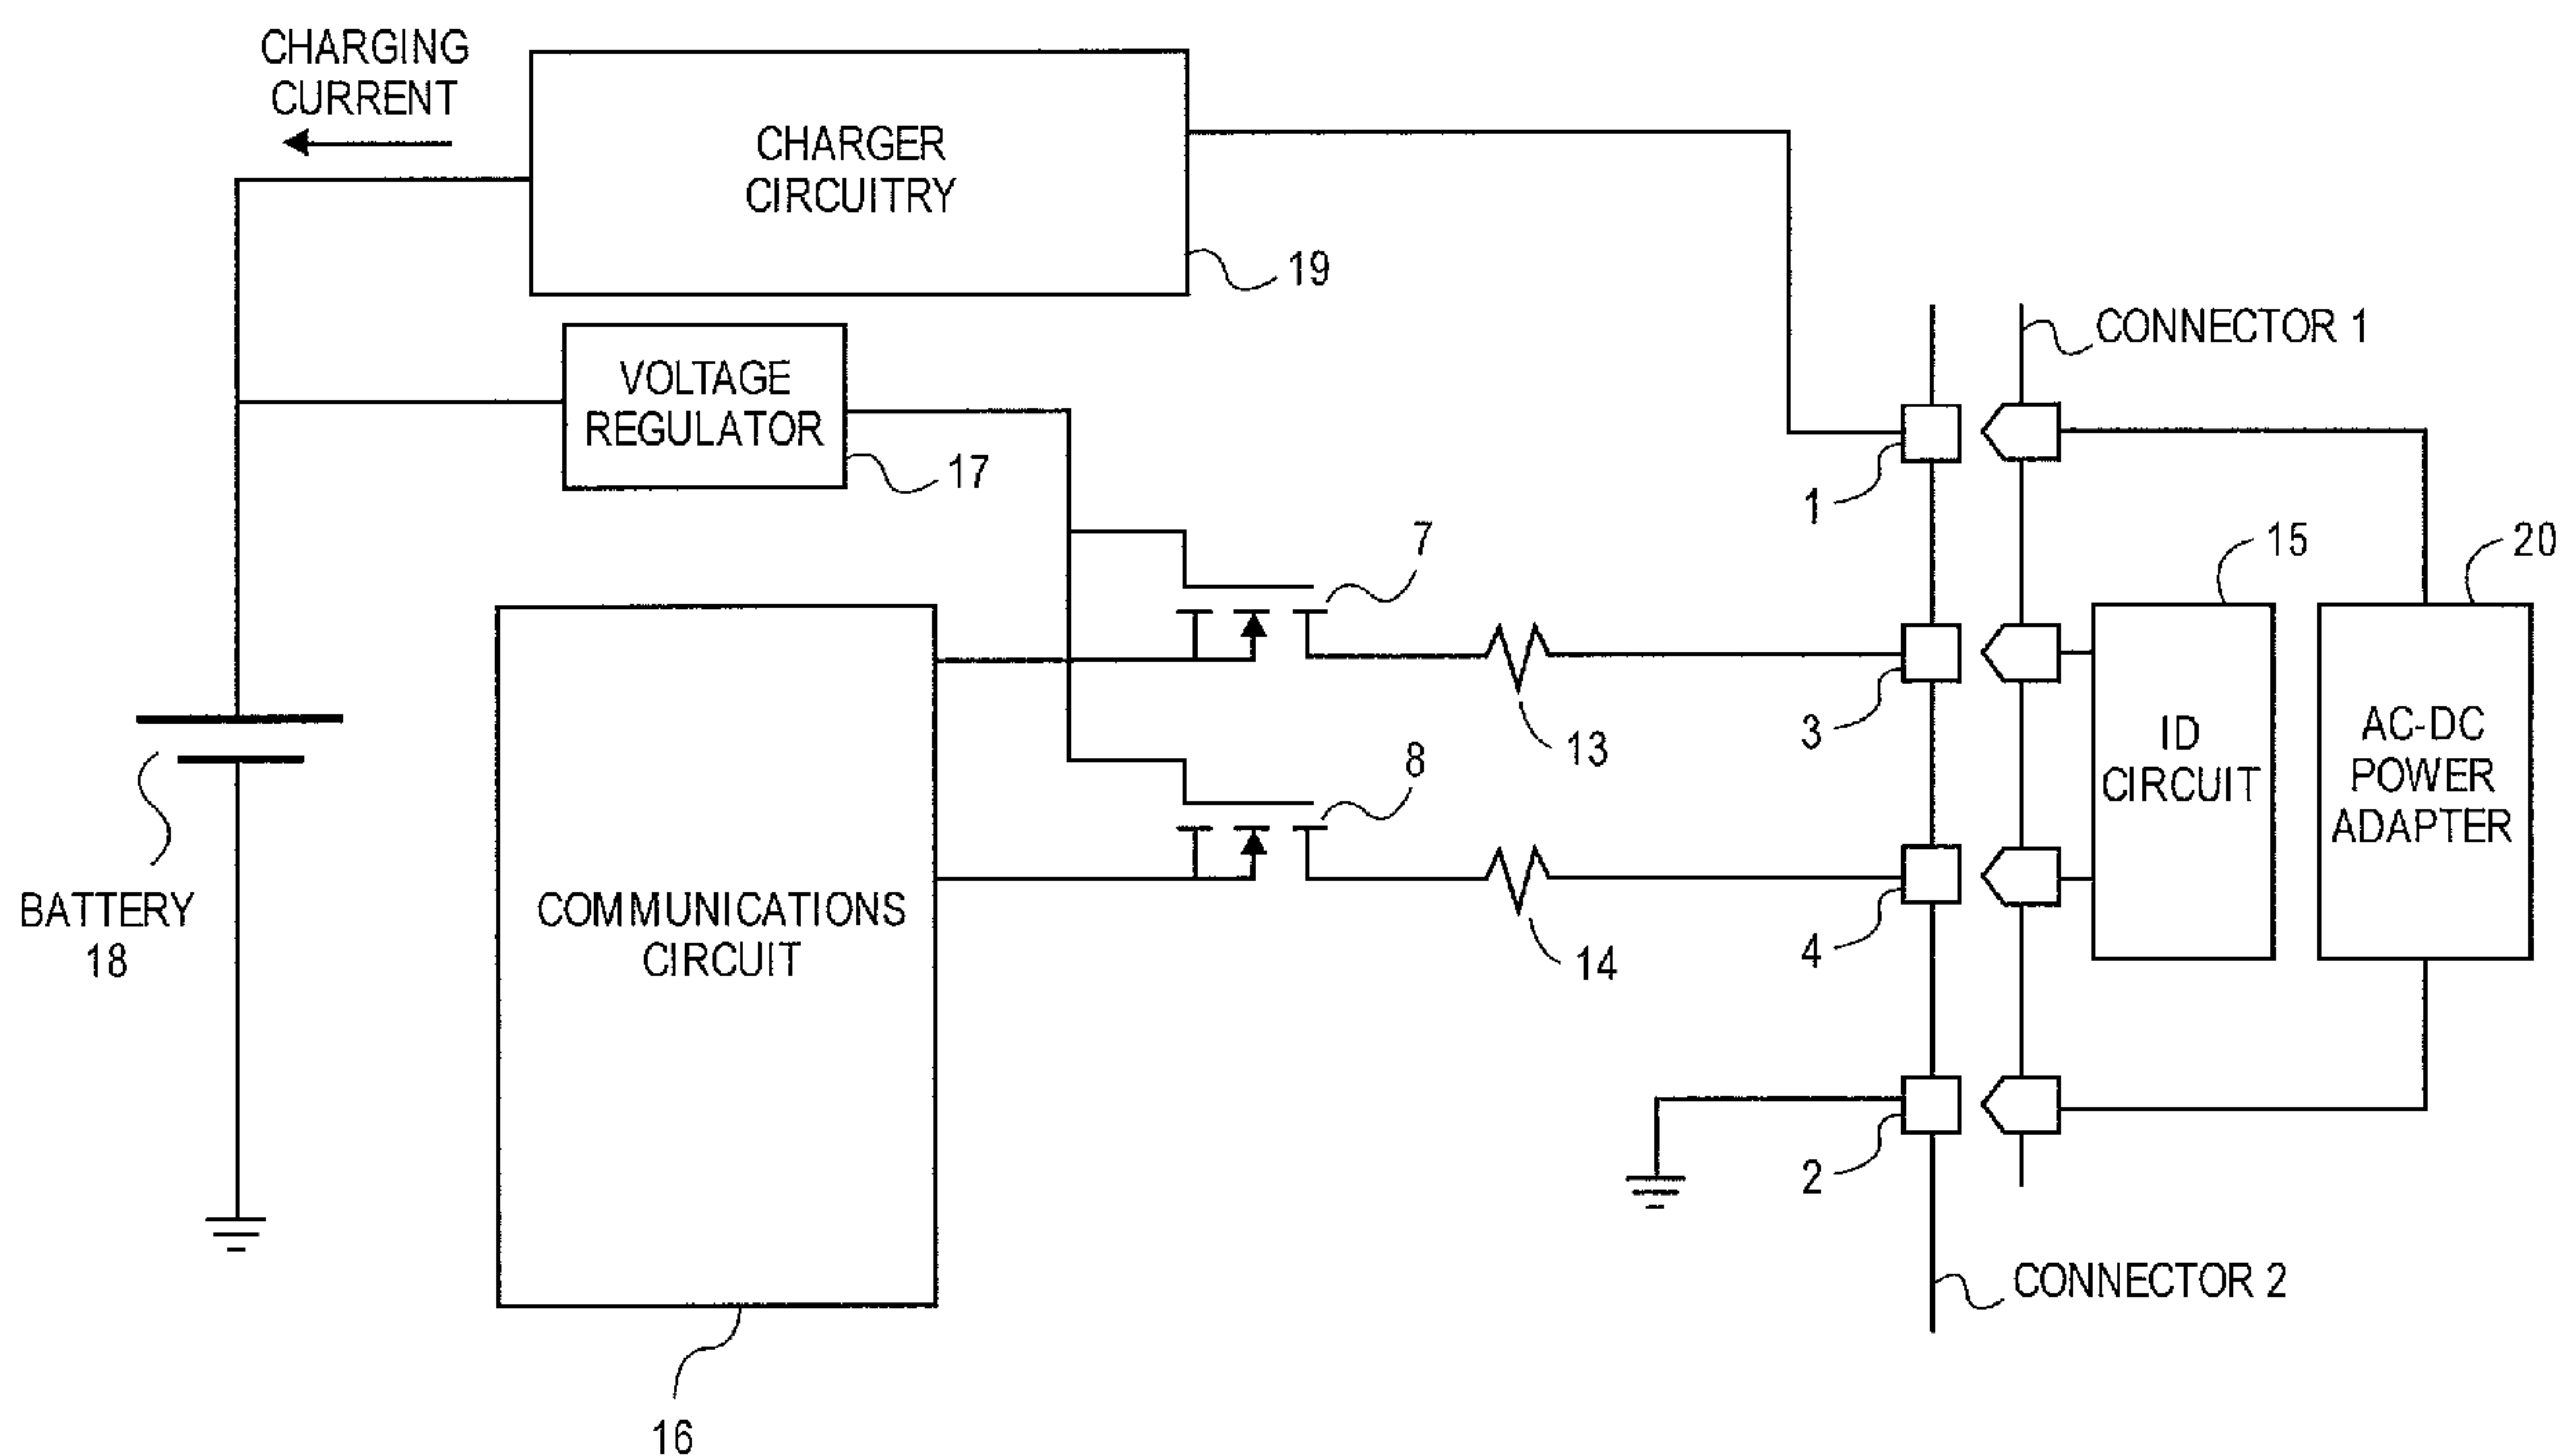 CHARGING
CURRENT
CHARGER
CIRCUITRY
19
CONNECTOR 1
VOLTAGE
REGULATOR
17
1
7
15
20
3
13
8
ID
CIRCUIT
AC-DC
POWER
ADAPTER
BATTERY
18
COMMUNICATIONS
CIRCUIT
4
14
2
CONNECTOR 2
16